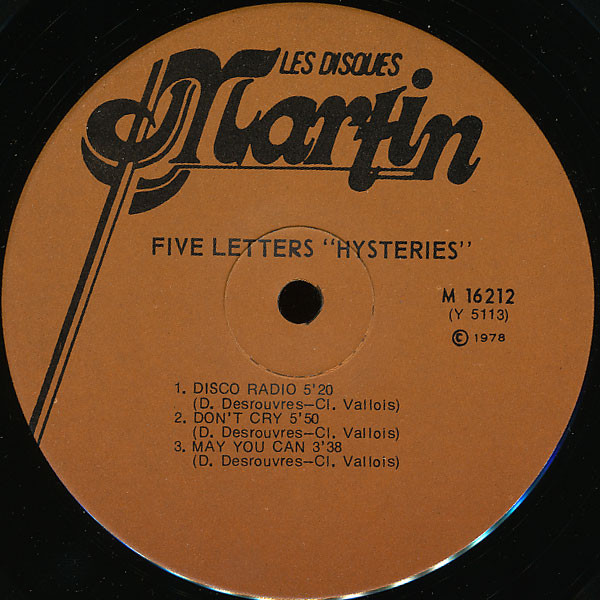 LES DISQUES
Martin
FIVE LETTERS "HYSTERIES"
M 16212
(Y 5113)
© 1978
1. DISCO RADIO 5'20
(D. Desrouvres--Cl. Vallois)
2. DON'T CRY 5'50
(D. Desrouvres--Cl. Vallois)
3. MAY YOU CAN 3'38
(D. Desrouvres--Cl. Vallois)